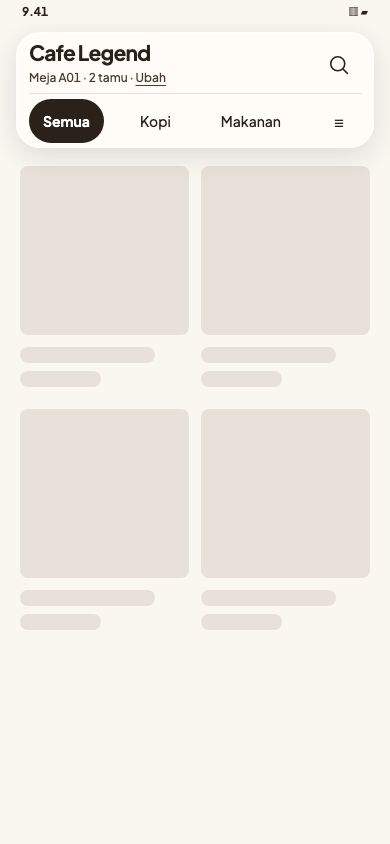 9.41
Cafe Legend
Meja A01 · 2 tamu · Ubah
Semua
Kopi
Makanan